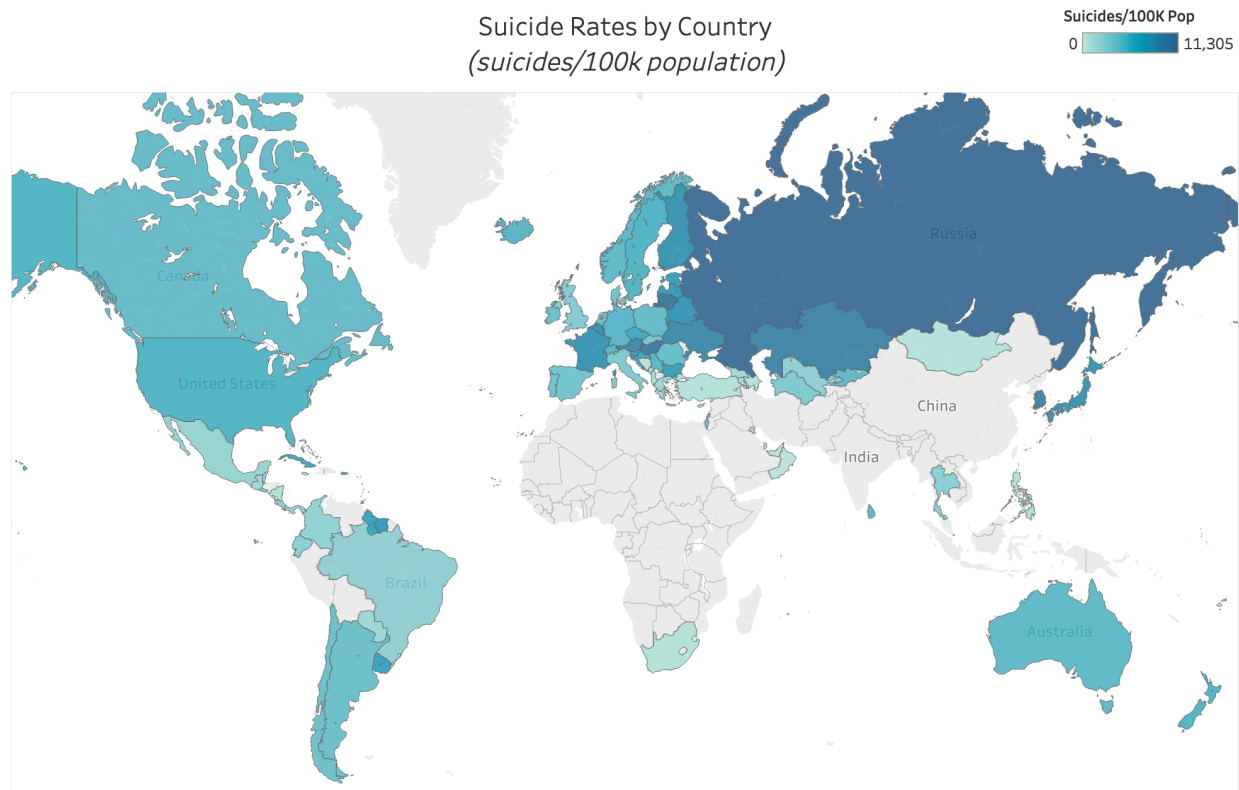 Suicide Rates by Country
(suicides/100k population)
Suicides/100K Pop
0 11,305
Russia
Canada
United States
China
India
Brazil
Australia